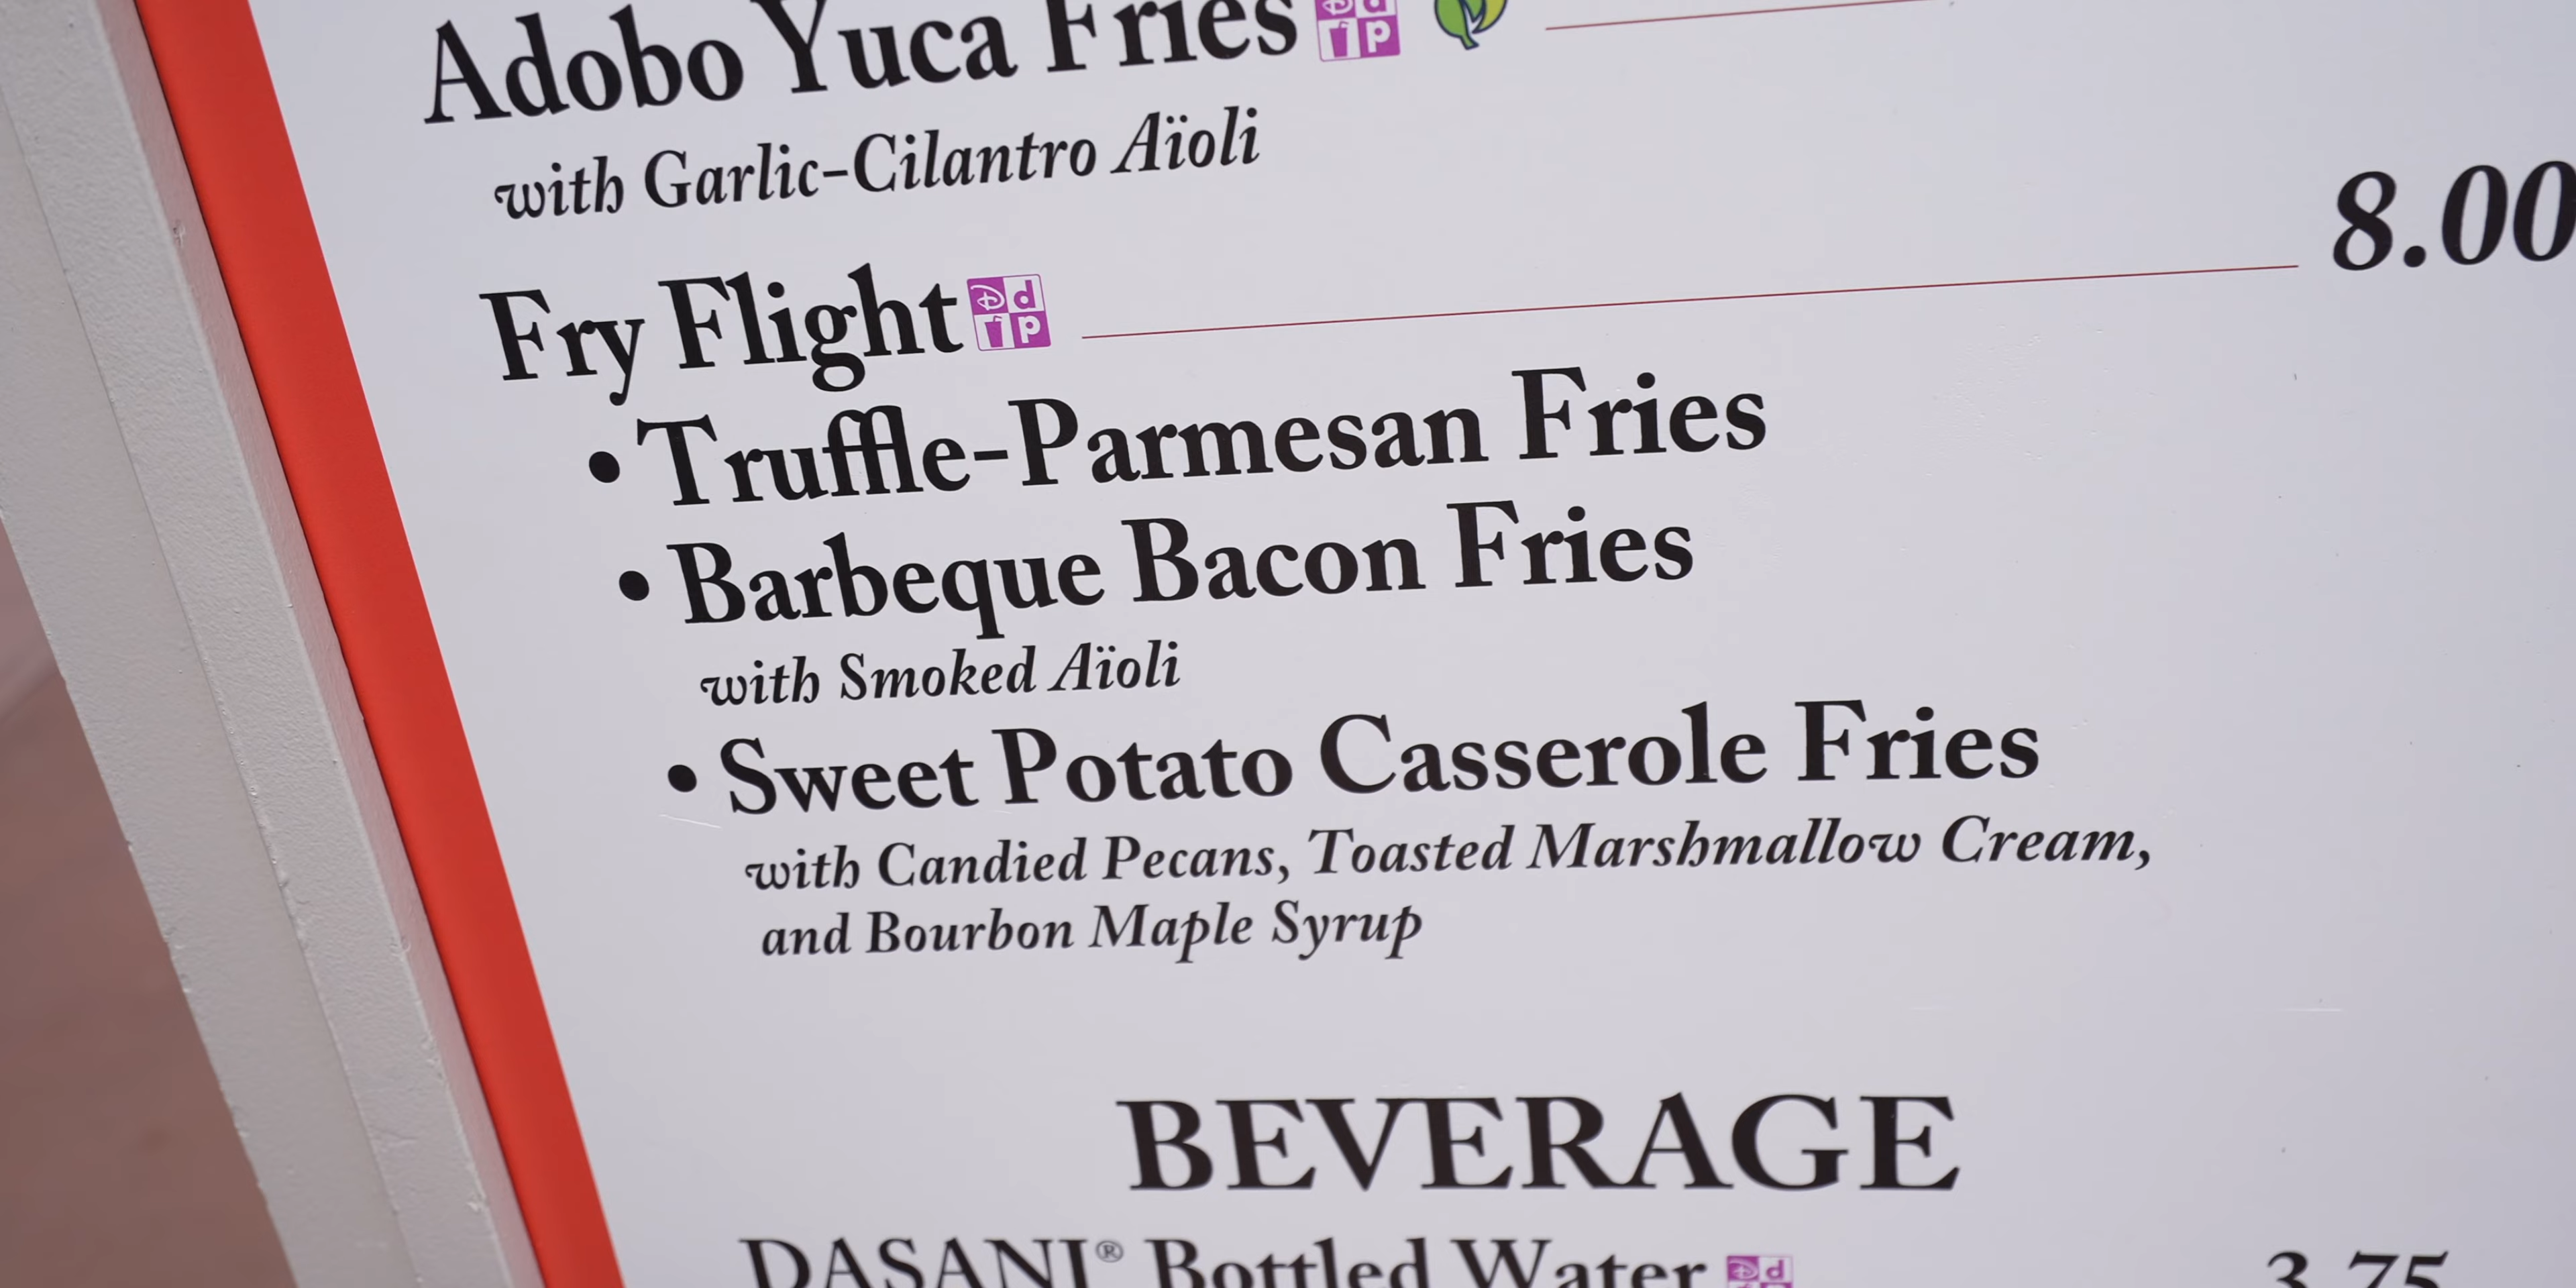 Adobo Yuca Fries
with Garlic-Cilantro Aïoli
Fry Flight 8.00
• Truffle-Parmesan Fries
• Barbeque Bacon Fries
with Smoked Aïoli
• Sweet Potato Casserole Fries
with Candied Pecans, Toasted Marshmallow Cream,
and Bourbon Maple Syrup
BEVERAGE
DASANI® Bottled Water 3.75